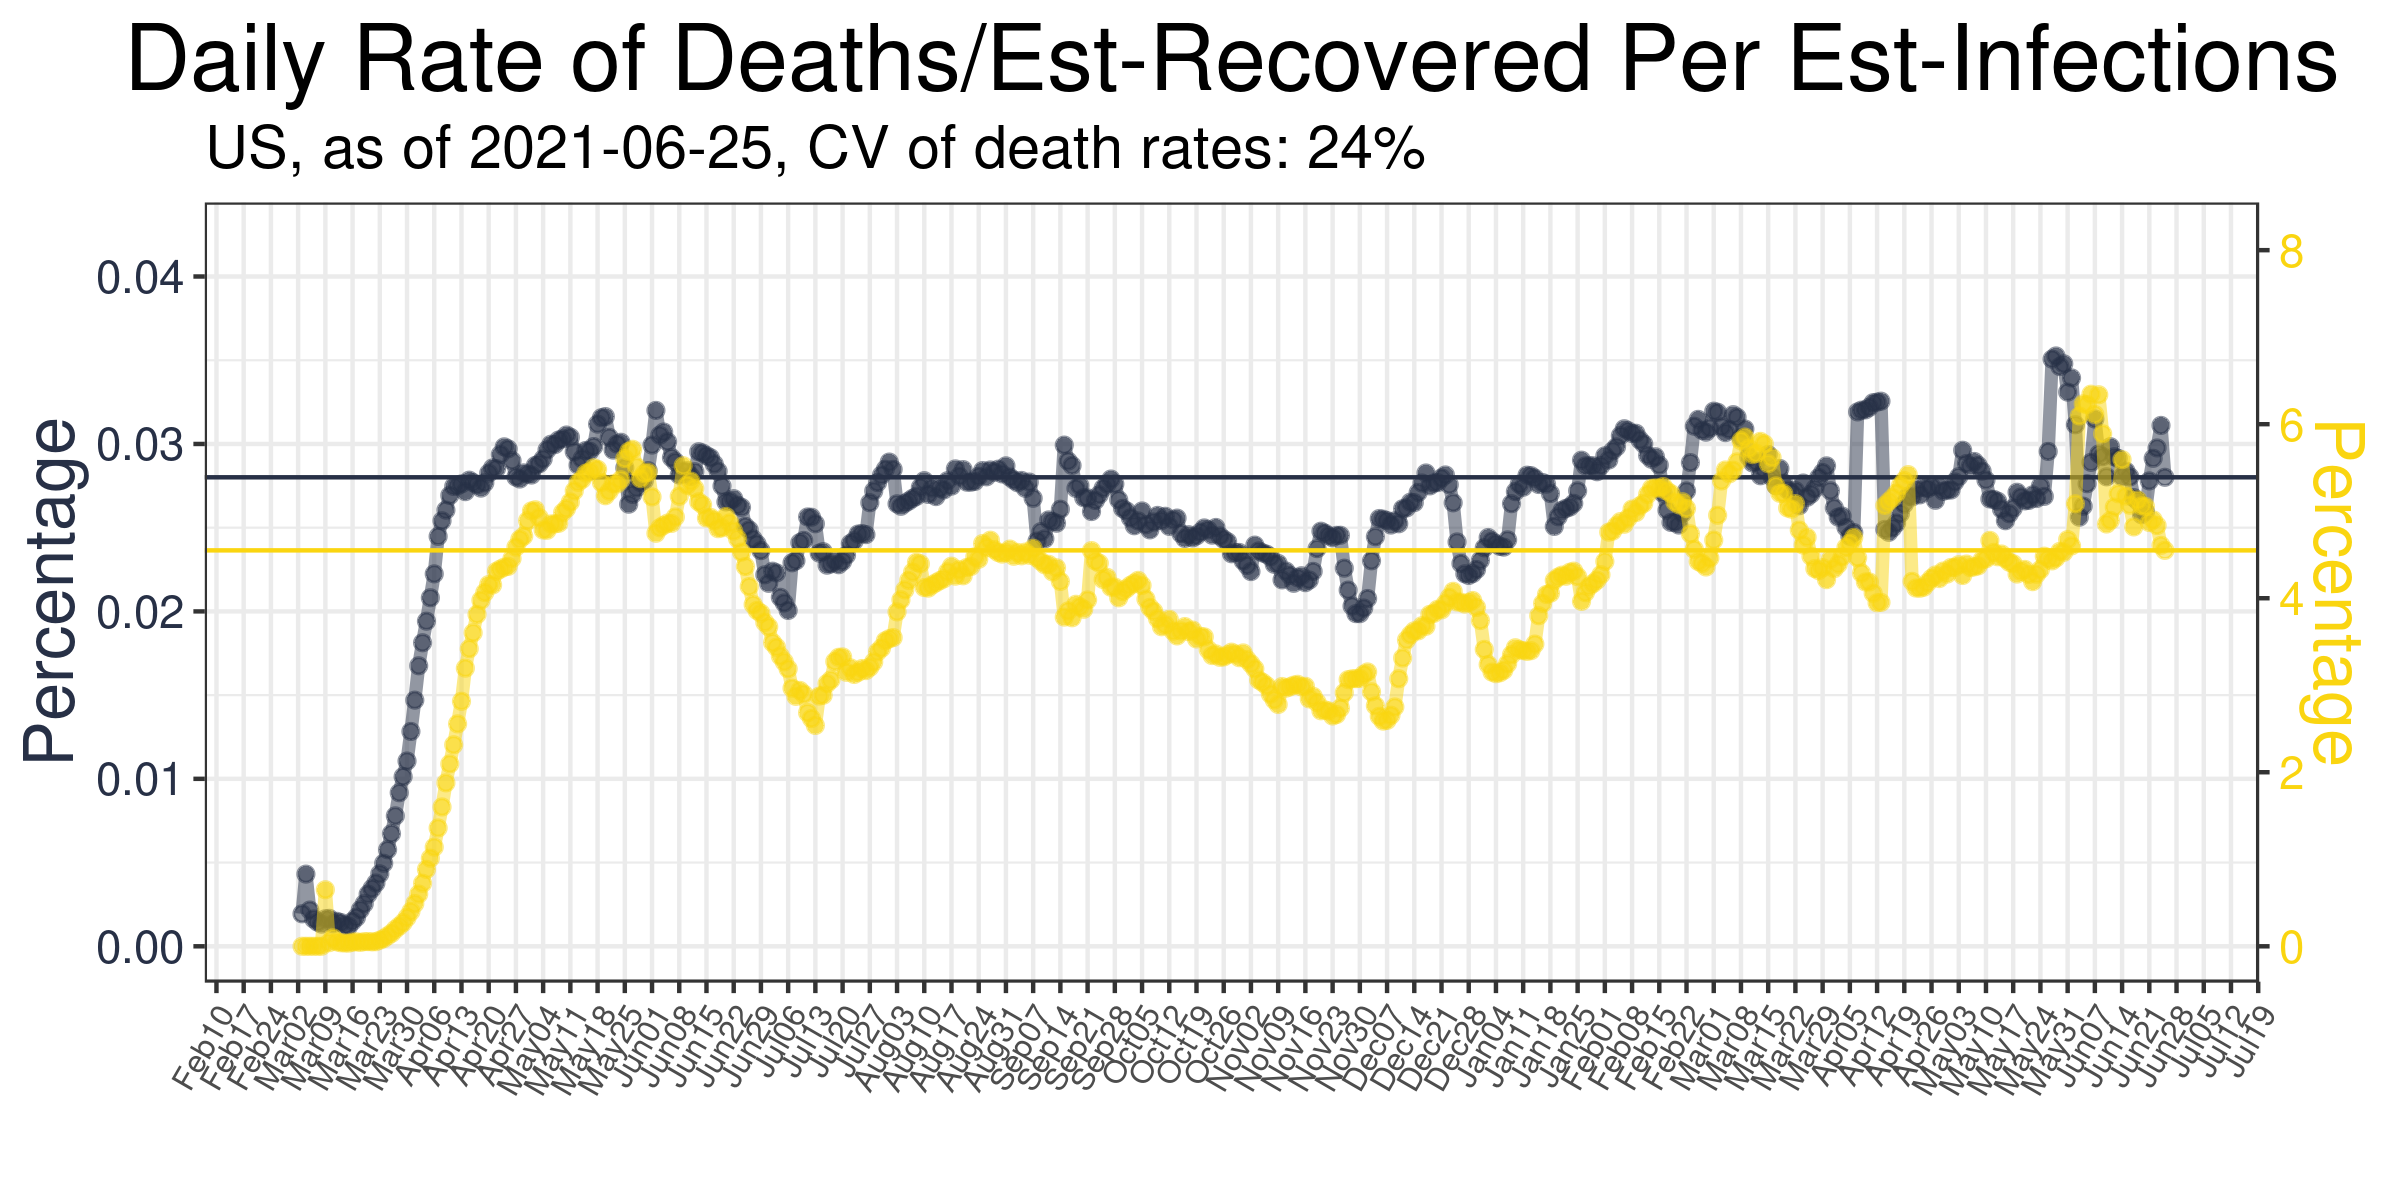 Daily Rate of Deaths/Est-Recovered Per Est-Infections
US, as of 2021-06-25, CV of death rates: 24%
Percentage
0.04
0.03
0.02
0.01
0.00
8
6
4
2
0
Percentage
Feb10
Feb17
Feb24
Mar02
Mar09
Mar16
Mar23
Mar30
Apr06
Apr13
Apr20
Apr27
May04
May11
May18
May25
Jun01
Jun08
Jun15
Jun22
Jun29
Jul06
Jul13
Jul20
Jul27
Aug03
Aug10
Aug17
Aug24
Aug31
Sep07
Sep14
Sep21
Sep28
Oct05
Oct12
Oct19
Oct26
Nov02
Nov09
Nov16
Nov23
Nov30
Dec07
Dec14
Dec21
Dec28
Jan04
Jan11
Jan18
Jan25
Feb01
Feb08
Feb15
Feb22
Mar01
Mar08
Mar15
Mar22
Mar29
Apr05
Apr12
Apr19
Apr26
May03
May10
May17
May24
May31
Jun07
Jun14
Jun21
Jun28
Jul05
Jul12
Jul19